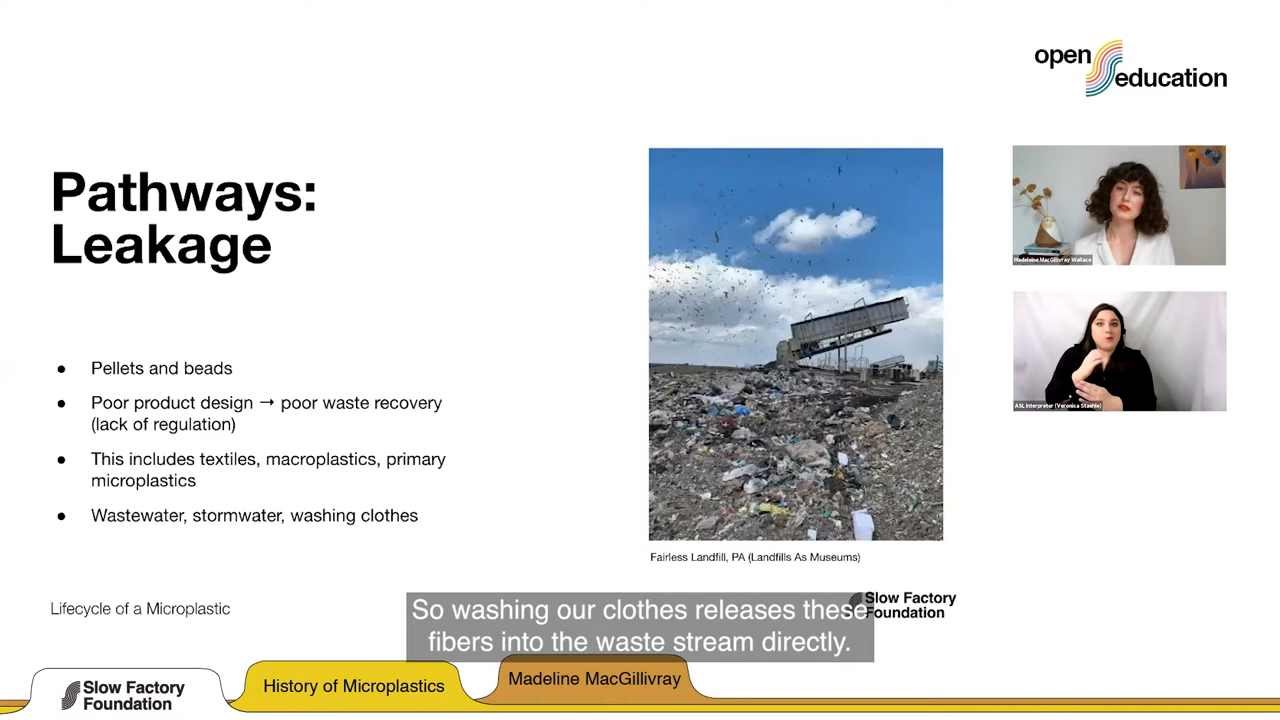 open
education
Pathways:
Leakage
● Pellets and beads
● Poor product design → poor waste recovery
(lack of regulation)
● This includes textiles, macroplastics, primary
microplastics
● Wastewater, stormwater, washing clothes
Fairless Landfill, PA (Landfills As Museums)
Madeleine MacGillivray Wallace
ASL Interpreter (Veronica Staehle)
Lifecycle of a Microplastic
Slow Factory
Foundation
So washing our clothes releases these
fibers into the waste stream directly.
Slow Factory
Foundation
History of Microplastics
Madeline MacGillivray